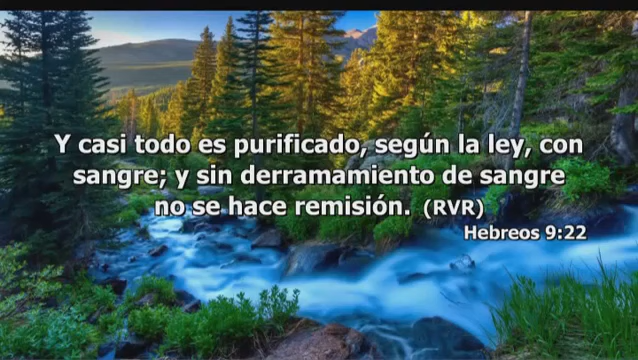 Y casi todo es purificado, según la ley, con
sangre; y sin derramamiento de sangre
no se hace remisión. (RVR)
Hebreos 9:22